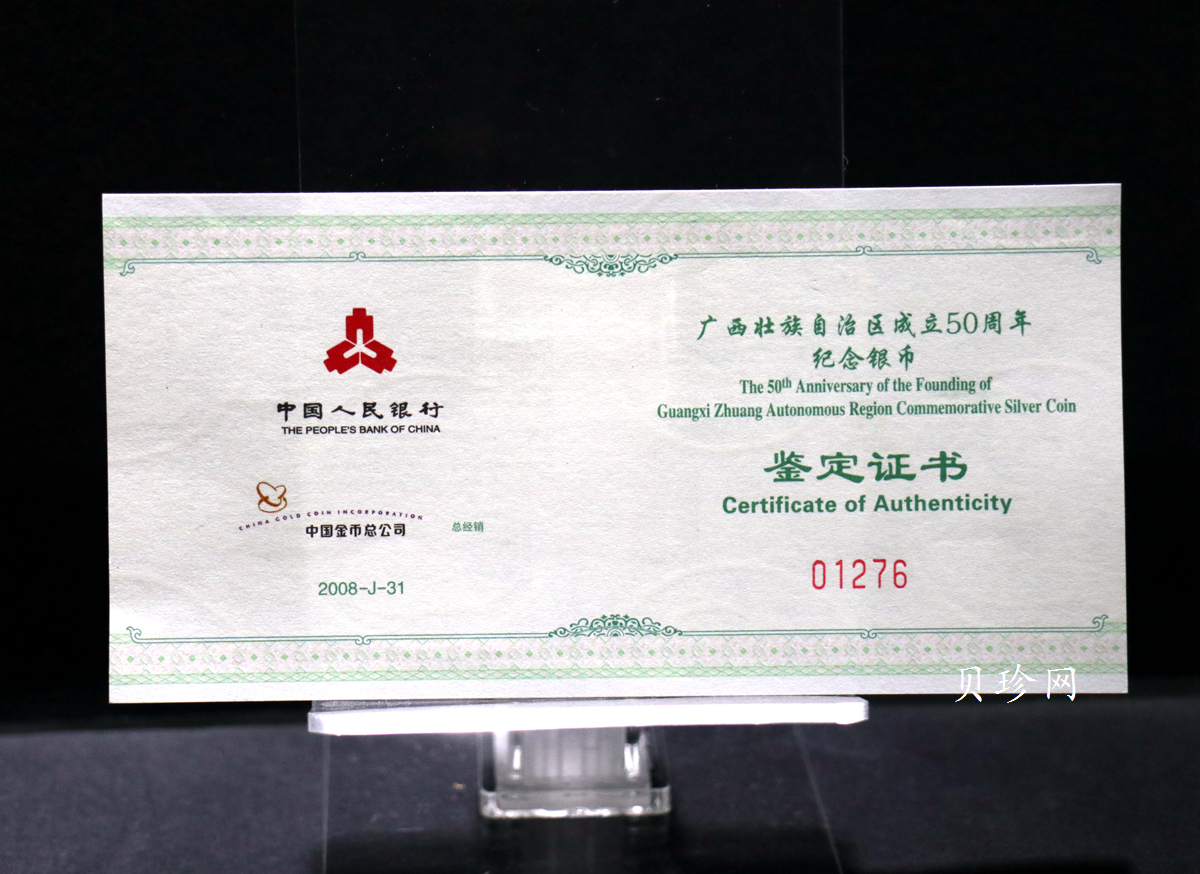 中国人民银行
THE PEOPLE'S BANK OF CHINA
CHINA GOLD COIN INCORPORATION
中国金币总公司
总经销
2008-J-31
广西壮族自治区成立50周年
纪念银币
The 50th Anniversary of the Founding of
Guangxi Zhuang Autonomous Region Commemorative Silver Coin
鉴定证书
Certificate of Authenticity
01276
贝珍网